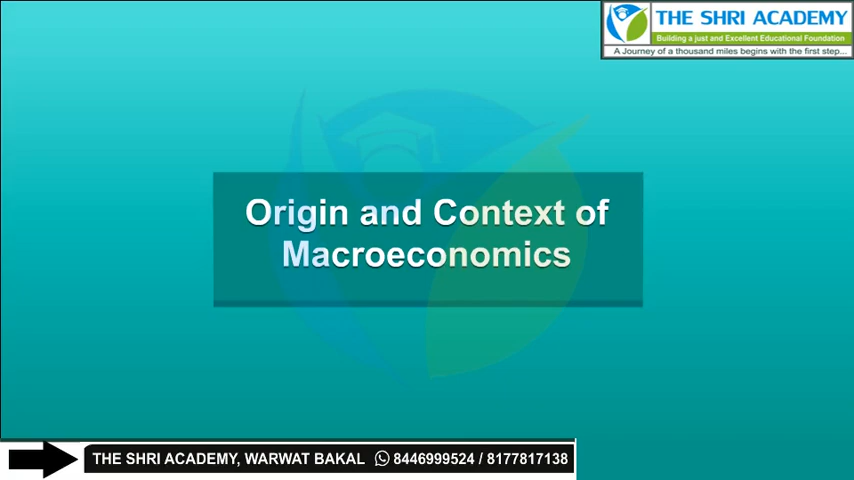 THE SHRI ACADEMY
Building a just and Excellent Educational Foundation
A Journey of a thousand miles begins with the first step...
Origin and Context of
Macroeconomics
THE SHRI ACADEMY, WARWAT BAKAL 8446999524 / 8177817138